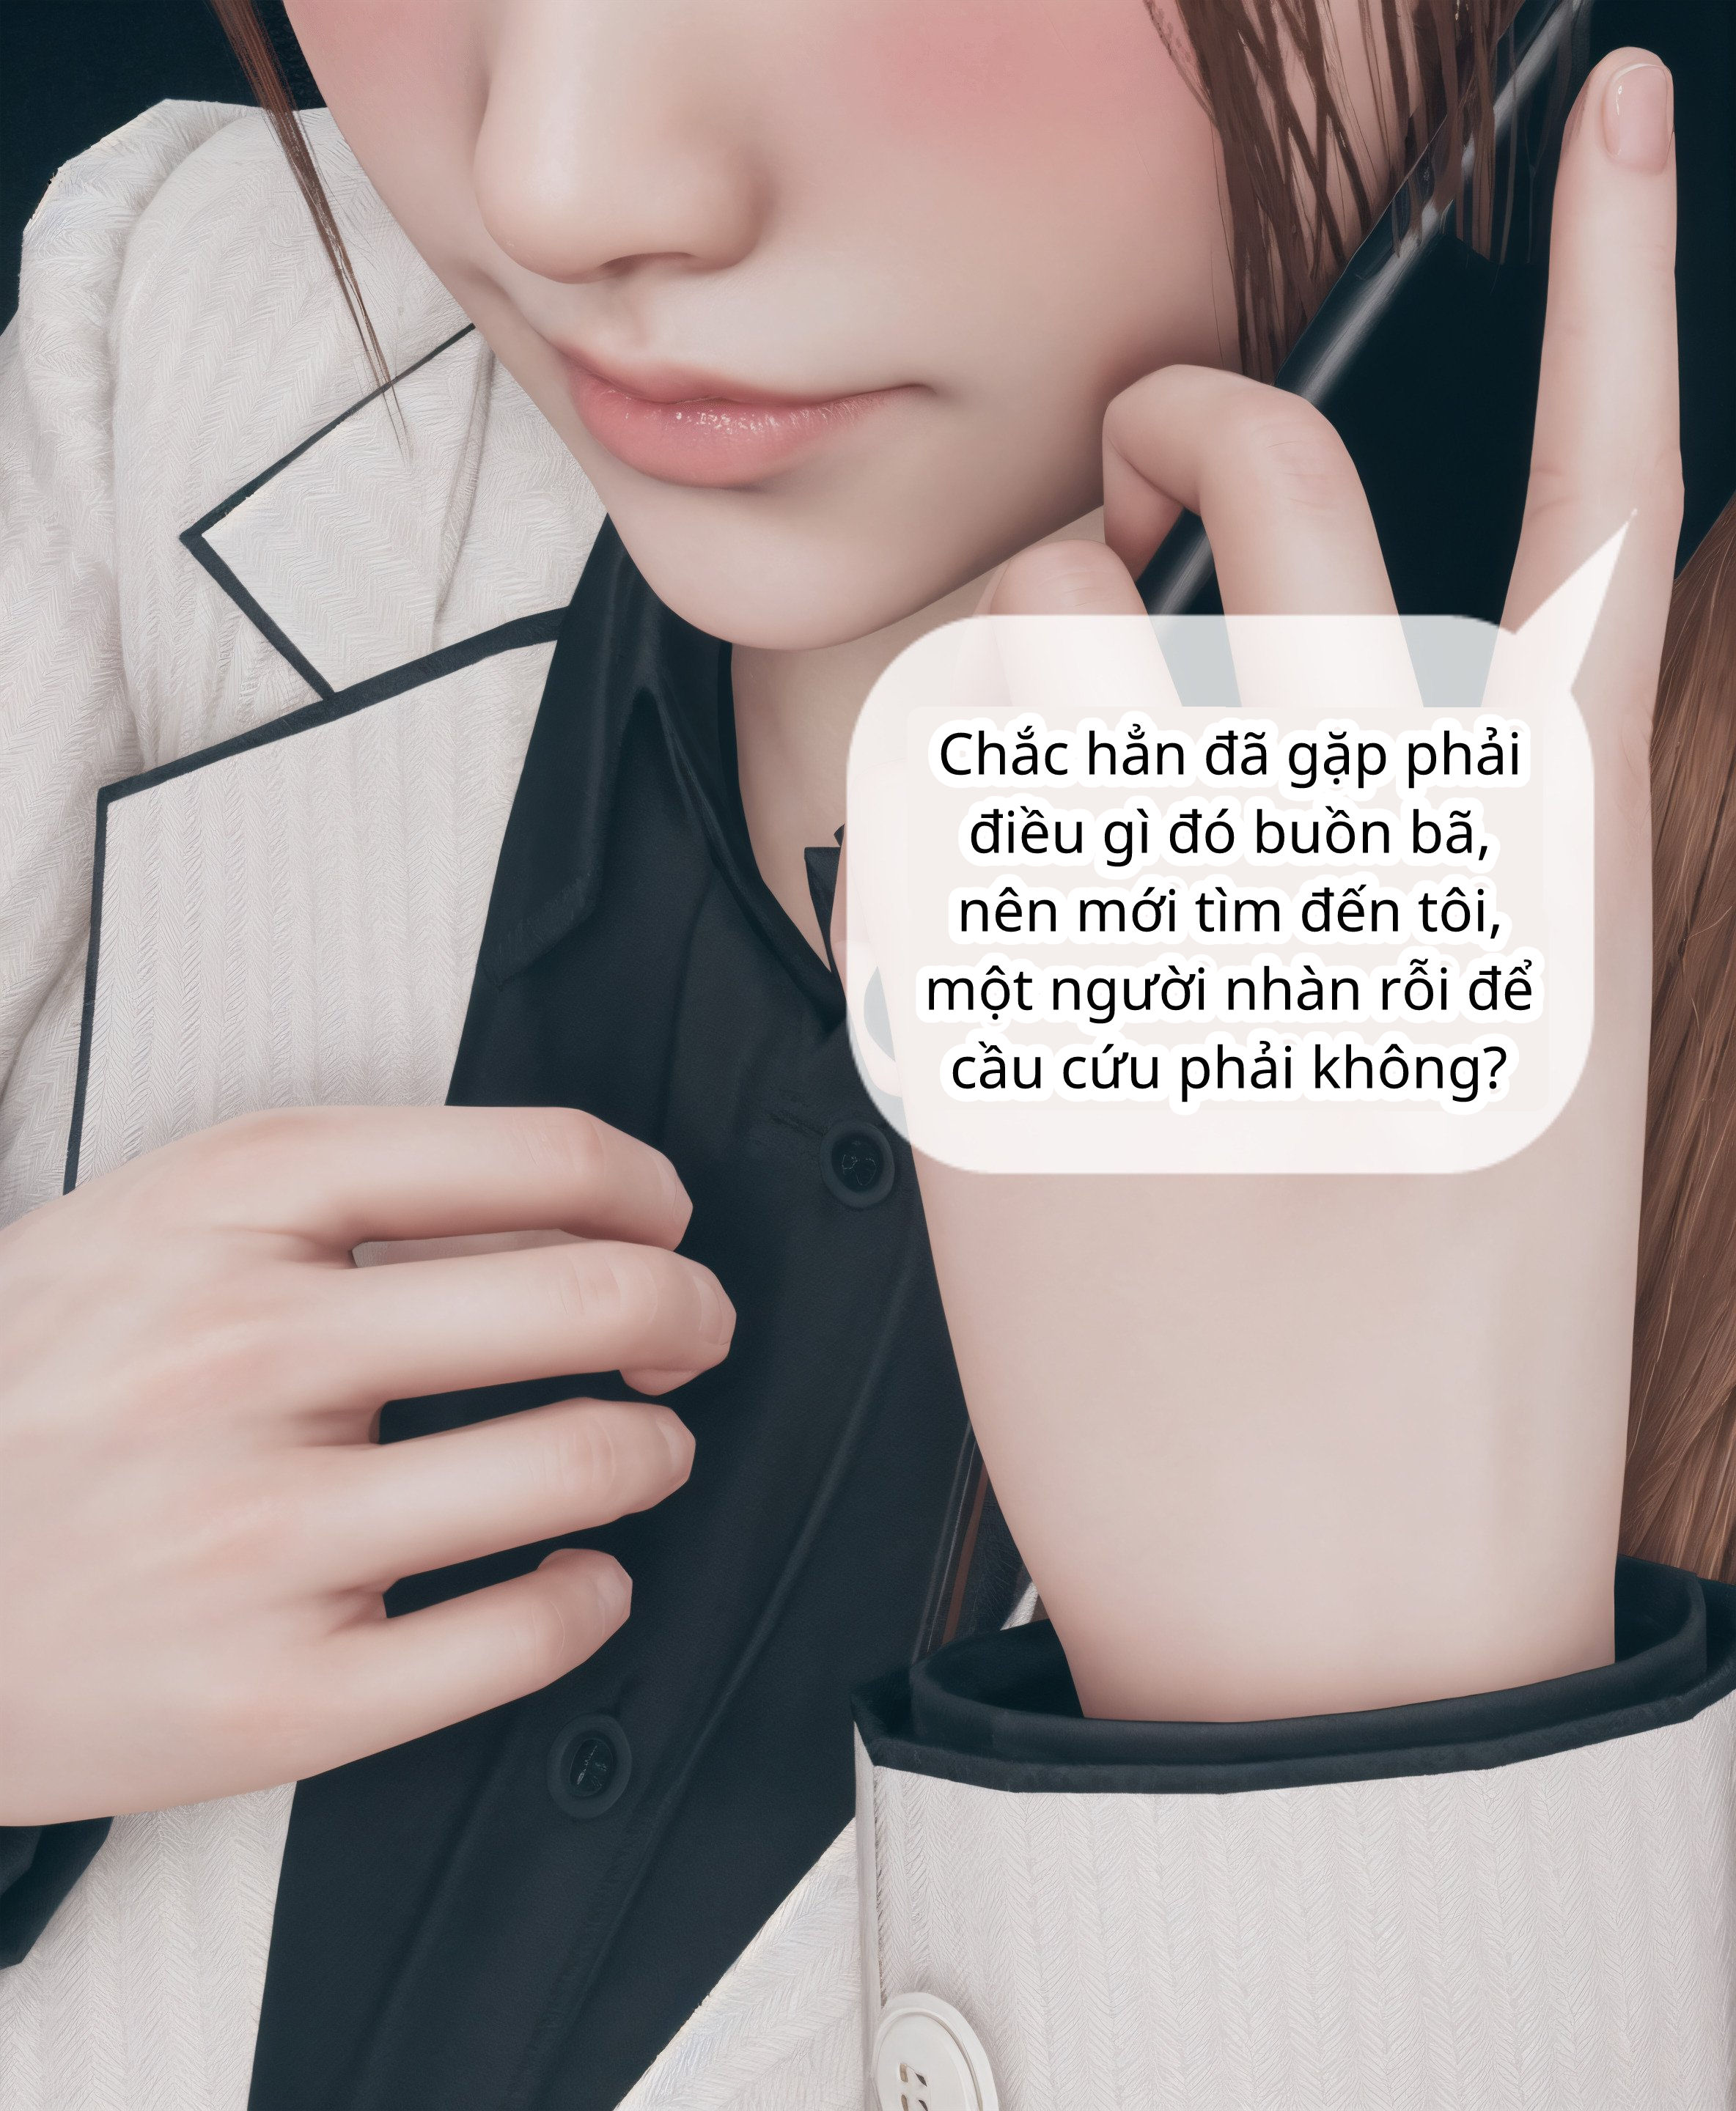 Chắc hẳn đã gặp phải
điều gì đó buồn bã,
nên mới tìm đến tôi,
một người nhàn rỗi để
cầu cứu phải không?